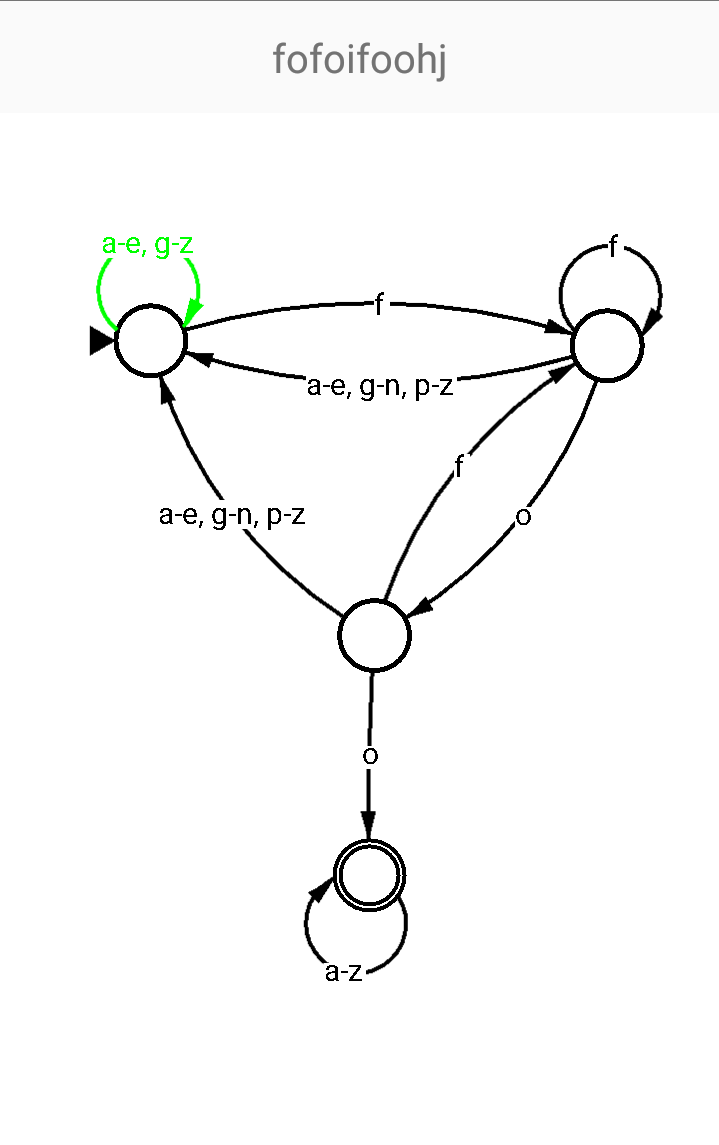 fofoifoohj
a-e, g-z
f
f
a-e, g-n, p-z
f
a-e, g-n, p-z
o
o
a-z